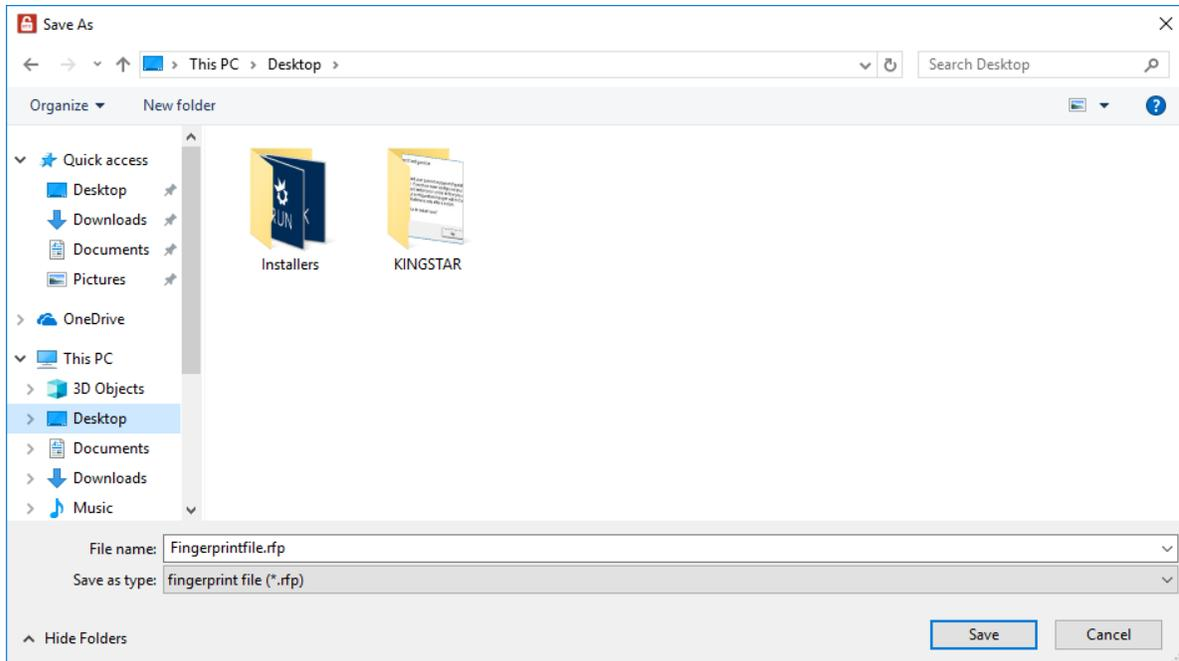 Save As
This PC > Desktop >
Search Desktop
Organize
New folder
Quick access
Desktop
Downloads
Documents
Pictures
OneDrive
This PC
3D Objects
Desktop
Documents
Downloads
Music
RUN K
Installers
KINGSTAR
File name: Fingerprintfile.rfp
Save as type: fingerprint file (*.rfp)
Hide Folders
Save
Cancel